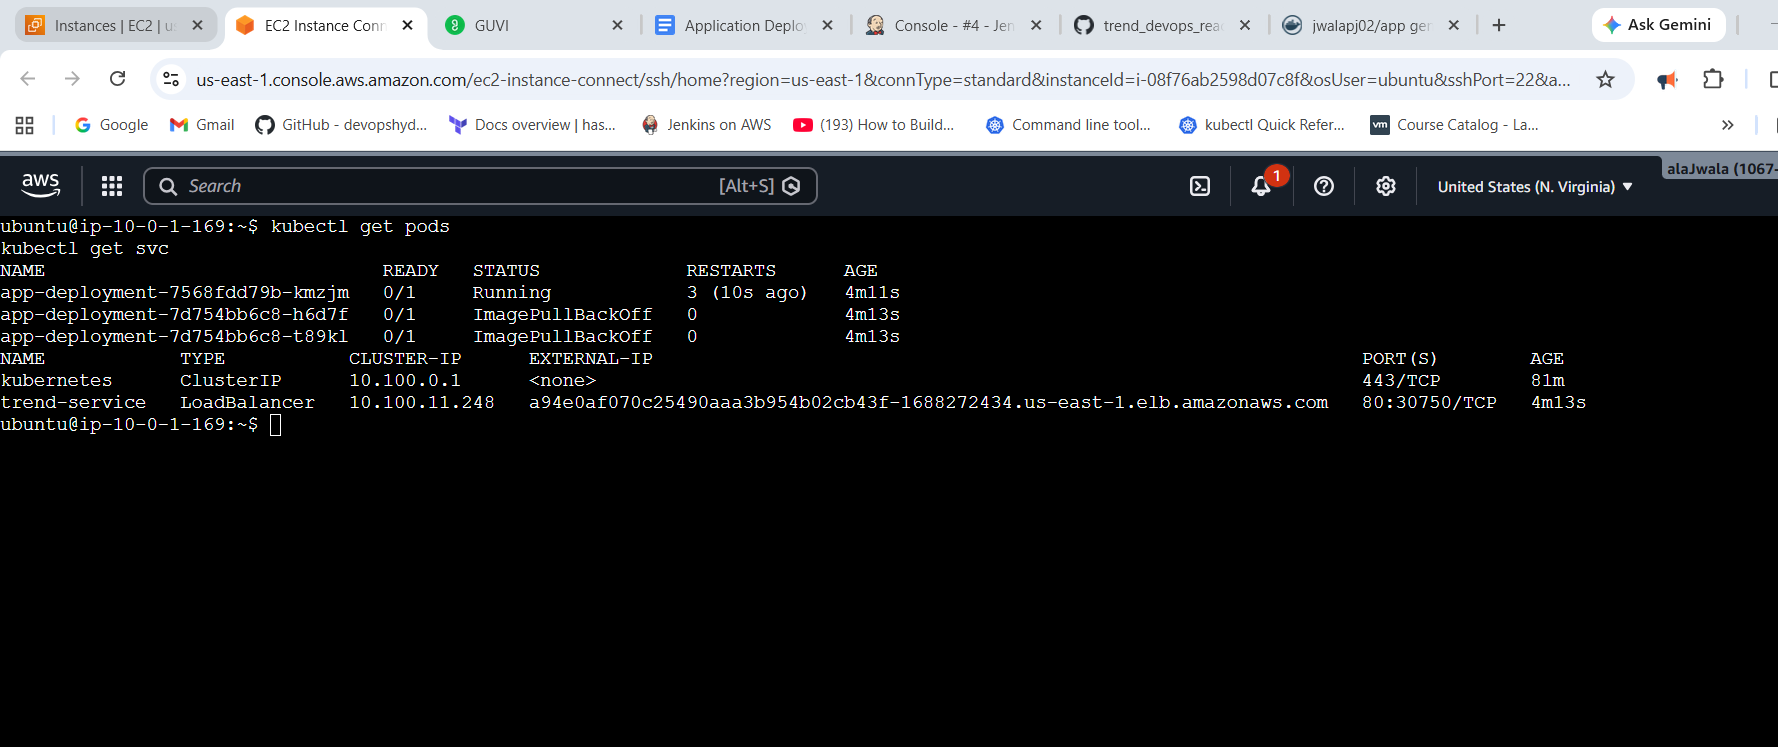 Instances | EC2 | us
EC2 Instance Conn
GUVI
Application Deploy
Console - #4 - Jen
trend_devops_rea
jwalapj02/app gen
Ask Gemini
us-east-1.console.aws.amazon.com/ec2-instance-connect/ssh/home?region=us-east-1&connType=standard&instanceId=i-08f76ab2598d07c8f&osUser=ubuntu&sshPort=22&a...
Google
Gmail
GitHub - devopshyd...
Docs overview | has...
Jenkins on AWS
(193) How to Build...
Command line tool...
kubectl Quick Refer...
vm
Course Catalog - La...
aws
Search
[Alt+S]
1
United States (N. Virginia)
alaJwala (1067-
ubuntu@ip-10-0-1-169:~$ kubectl get pods
kubectl get svc
NAME READY STATUS RESTARTS AGE
app-deployment-7568fdd79b-kmzjm 0/1 Running 3 (10s ago) 4m11s
app-deployment-7d754bb6c8-h6d7f 0/1 ImagePullBackOff 0 4m13s
app-deployment-7d754bb6c8-t89kl 0/1 ImagePullBackOff 0 4m13s
NAME TYPE CLUSTER-IP EXTERNAL-IP PORT(S) AGE
kubernetes ClusterIP 10.100.0.1 <none> 443/TCP 81m
trend-service LoadBalancer 10.100.11.248 a94e0af070c25490aaa3b954b02cb43f-1688272434.us-east-1.elb.amazonaws.com 80:30750/TCP 4m13s
ubuntu@ip-10-0-1-169:~$